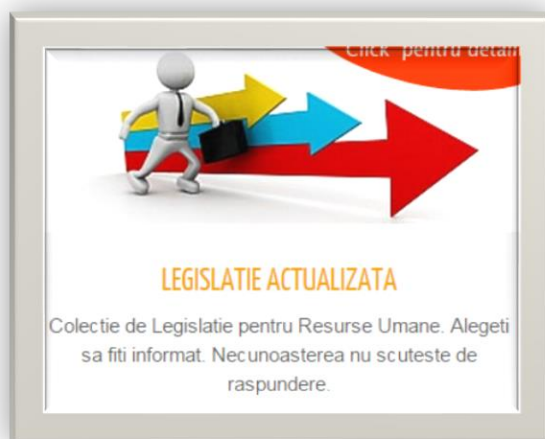 Click pentru detalii
LEGISLATIE ACTUALIZATA
Colectie de Legislatie pentru Resurse Umane. Alegeti
sa fiti informat. Necunoasterea nu scuteste de
raspundere.